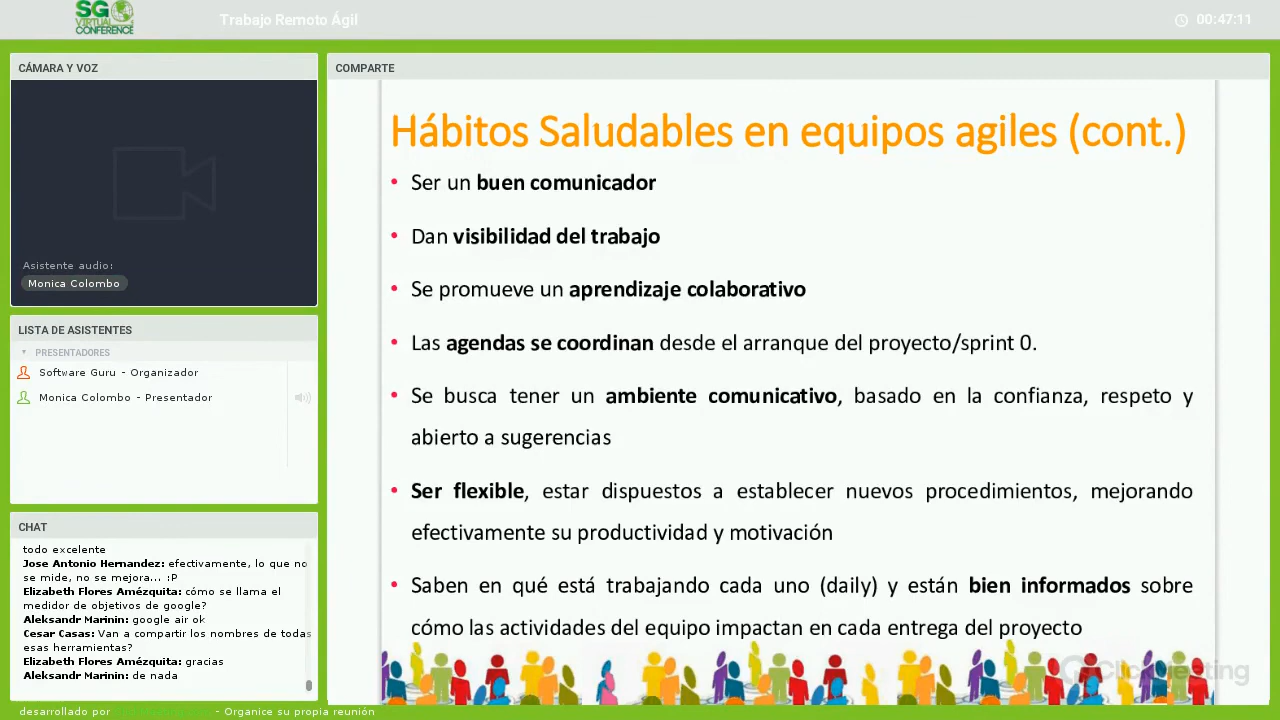 SG
VIRTUAL
CONFERENCE
Trabajo Remoto Ágil
00:47:11
CÁMARA Y VOZ
Asistente audio:
Monica Colombo
LISTA DE ASISTENTES
PRESENTADORES
Software Guru - Organizador
Monica Colombo - Presentador
CHAT
todo excelente
Jose Antonio Hernandez: efectivamente, lo que no
se mide, no se mejora... :P
Elizabeth Flores Amézquita: cómo se llama el
medidor de objetivos de google?
Aleksandr Marinin: google air ok
Cesar Casas: Van a compartir los nombres de todas
esas herramientas?
Elizabeth Flores Amézquita: gracias
Aleksandr Marinin: de nada
COMPARTE
Hábitos Saludables en equipos agiles (cont.)
• Ser un buen comunicador
• Dan visibilidad del trabajo
• Se promueve un aprendizaje colaborativo
• Las agendas se coordinan desde el arranque del proyecto/sprint 0.
• Se busca tener un ambiente comunicativo, basado en la confianza, respeto y
abierto a sugerencias
• Ser flexible, estar dispuestos a establecer nuevos procedimientos, mejorando
efectivamente su productividad y motivación
• Saben en qué está trabajando cada uno (daily) y están bien informados sobre
cómo las actividades del equipo impactan en cada entrega del proyecto
ClickMeeting
desarrollado por - Organice su propia reunión